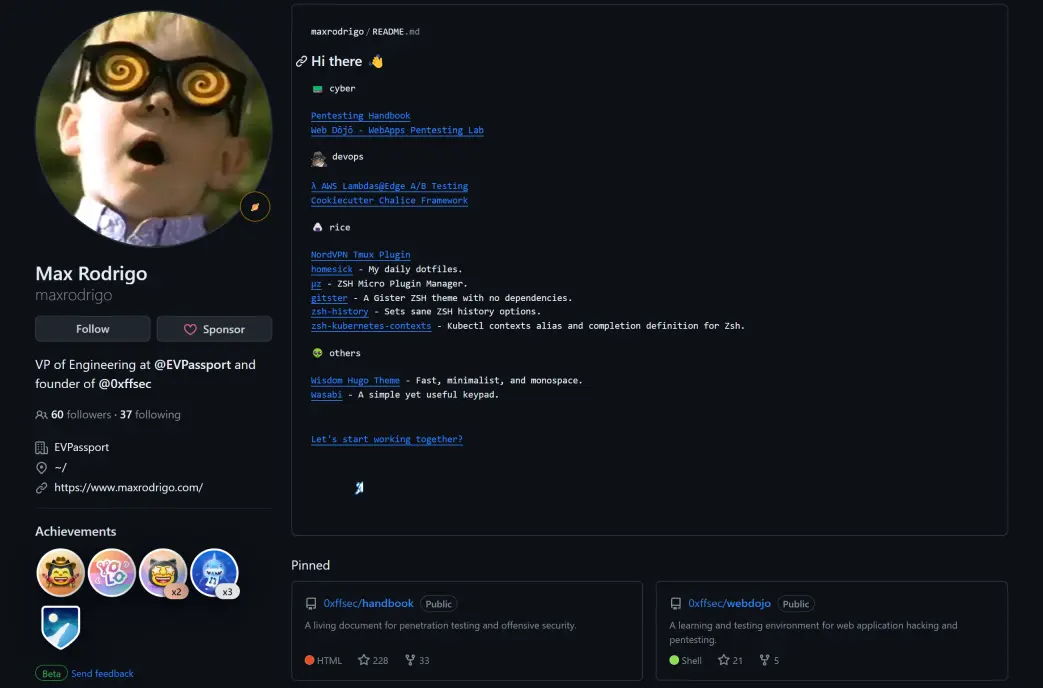 Max Rodrigo
maxrodrigo
Follow
Sponsor
VP of Engineering at @EVPassport and
founder of @0xffsec
60 followers · 37 following
EVPassport
~/
https://www.maxrodrigo.com/
Achievements
YOLO
x2
x3
Beta Send feedback
maxrodrigo/README.md
Hi there
cyber
Pentesting Handbook
Web Dōjō - WebApps Pentesting Lab
devops
λ AWS Lambdas@Edge A/B Testing
Cookiecutter Chalice Framework
rice
NordVPN Tmux Plugin
homesick - My daily dotfiles.
μz - ZSH Micro Plugin Manager.
gitster - A Gister ZSH theme with no dependencies.
zsh-history - Sets sane ZSH history options.
zsh-kubernetes-contexts - Kubectl contexts alias and completion definition for Zsh.
others
Wisdom Hugo Theme - Fast, minimalist, and monospace.
Wasabi - A simple yet useful keypad.
Let's start working together?
Pinned
0xffsec/handbook Public
A living document for penetration testing and offensive security.
HTML 228 33
0xffsec/webdojo Public
A learning and testing environment for web application hacking and
pentesting.
Shell 21 5